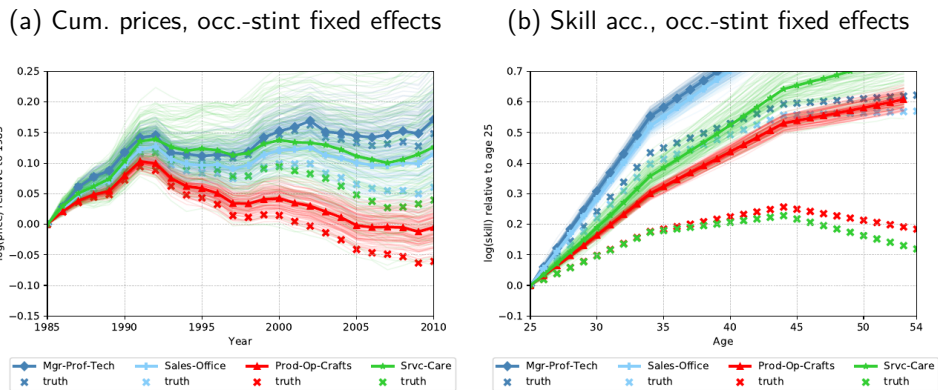 (a) Cum. prices, occ.-stint fixed effects
0.25
0.20
0.15
0.10
0.05
0.00
−0.05
−0.10
−0.15
1985
1990
1995
2000
2005
2010
Year
Mgr-Prof-Tech
Sales-Office
Prod-Op-Crafts
Srvc-Care
truth
truth
truth
truth
(b) Skill acc., occ.-stint fixed effects
log(skill) relative to age 25
0.7
0.6
0.4
0.3
0.2
0.0
−0.1
25
30
35
40
45
50
54
Age
Mgr-Prof-Tech
Sales-Office
Prod-Op-Crafts
Srvc-Care
truth
truth
truth
truth